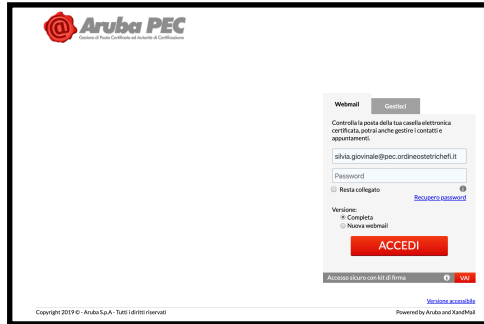 Aruba PEC
Gestore di Posta Certificata ed Autorità di Certificazione
Webmail
Gestisci
Controlla la posta della tua casella elettronica
certificata, potrai anche gestire i contatti e
appuntamenti.
silvia.giovinale@pec.ordineostetrichefi.it
Password
Resta collegato
Recupero password
Versione:
Completa
Nuova webmail
ACCEDI
Accesso sicuro con kit di firma
VAI
Versione accessibile
Copyright 2019 © - Aruba S.p.A - Tutti i diritti riservati
Powered by Aruba and XandMail